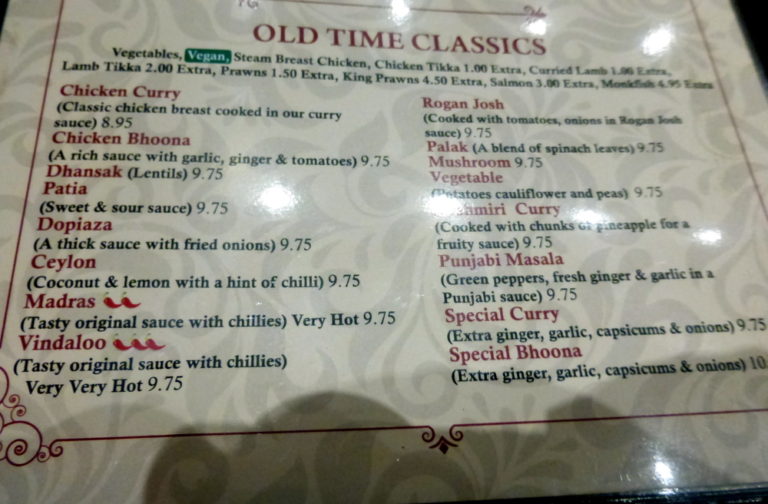 OLD TIME CLASSICS
Vegetables, Vegan, Steam Breast Chicken, Chicken Tikka 1.00 Extra, Curried Lamb 1.00 Extra,
Lamb Tikka 2.00 Extra, Prawns 1.50 Extra, King Prawns 4.50 Extra, Salmon 3.00 Extra, Monkfish 4.95 Extra
Chicken Curry
(Classic chicken breast cooked in our curry
sauce) 8.95
Chicken Bhoona
(A rich sauce with garlic, ginger & tomatoes) 9.75
Dhansak (Lentils) 9.75
Patia
(Sweet & sour sauce) 9.75
Dopiaza
(A thick sauce with fried onions) 9.75
Ceylon
(Coconut & lemon with a hint of chilli) 9.75
Madras
(Tasty original sauce with chillies) Very Hot 9.75
Vindaloo
(Tasty original sauce with chillies)
Very Very Hot 9.75
Rogan Josh
(Cooked with tomatoes, onions in Rogan Josh
sauce) 9.75
Palak (A blend of spinach leaves) 9.75
Mushroom 9.75
Vegetable
(Potatoes cauliflower and peas) 9.75
Kashmiri Curry
(Cooked with chunks of pineapple for a
fruity sauce) 9.75
Punjabi Masala
(Green peppers, fresh ginger & garlic in a
Punjabi sauce) 9.75
Special Curry
(Extra ginger, garlic, capsicums & onions) 9.75
Special Bhoona
(Extra ginger, garlic, capsicums & onions) 10.